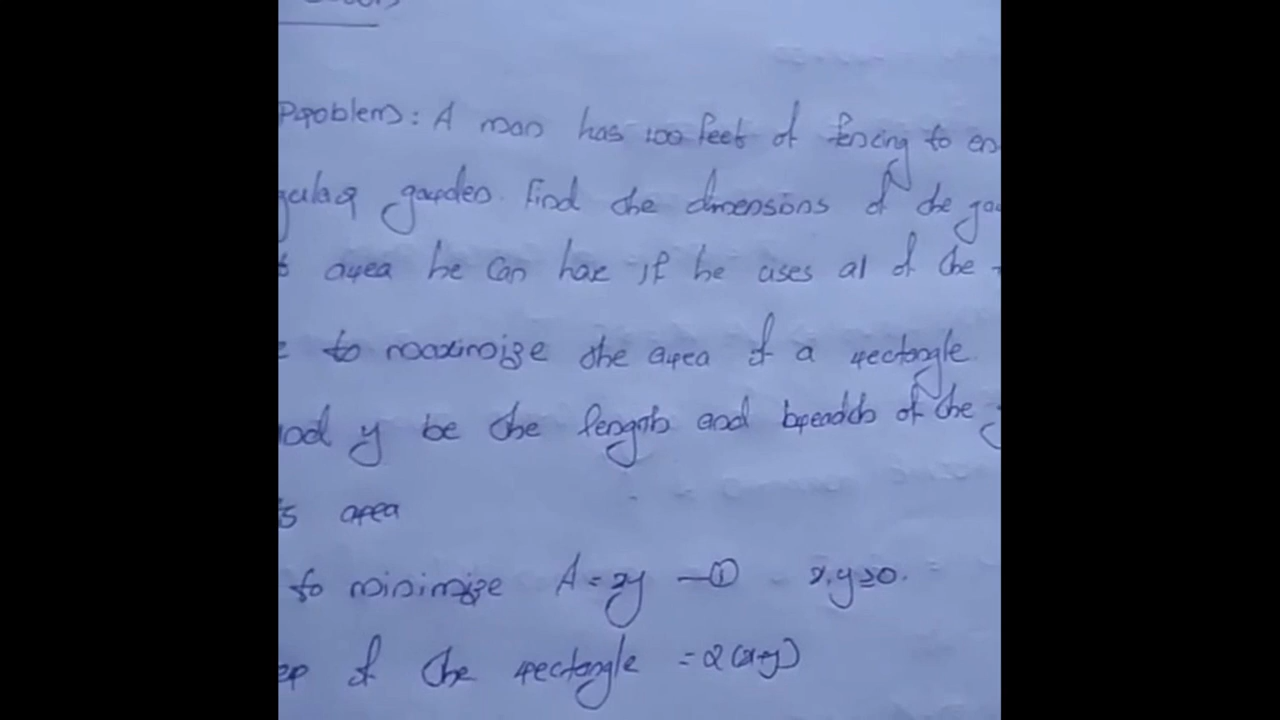 Problem: A man has 100 feet of fencing to en
gular garden. Find the dimensions of the ga
t area he can have if he uses al of the
to maximize the area of a rectangle
and y be the length and breadth of the
s area
to minimize A = xy —① x,y≥0.
er of the rectangle = 2(x+y)